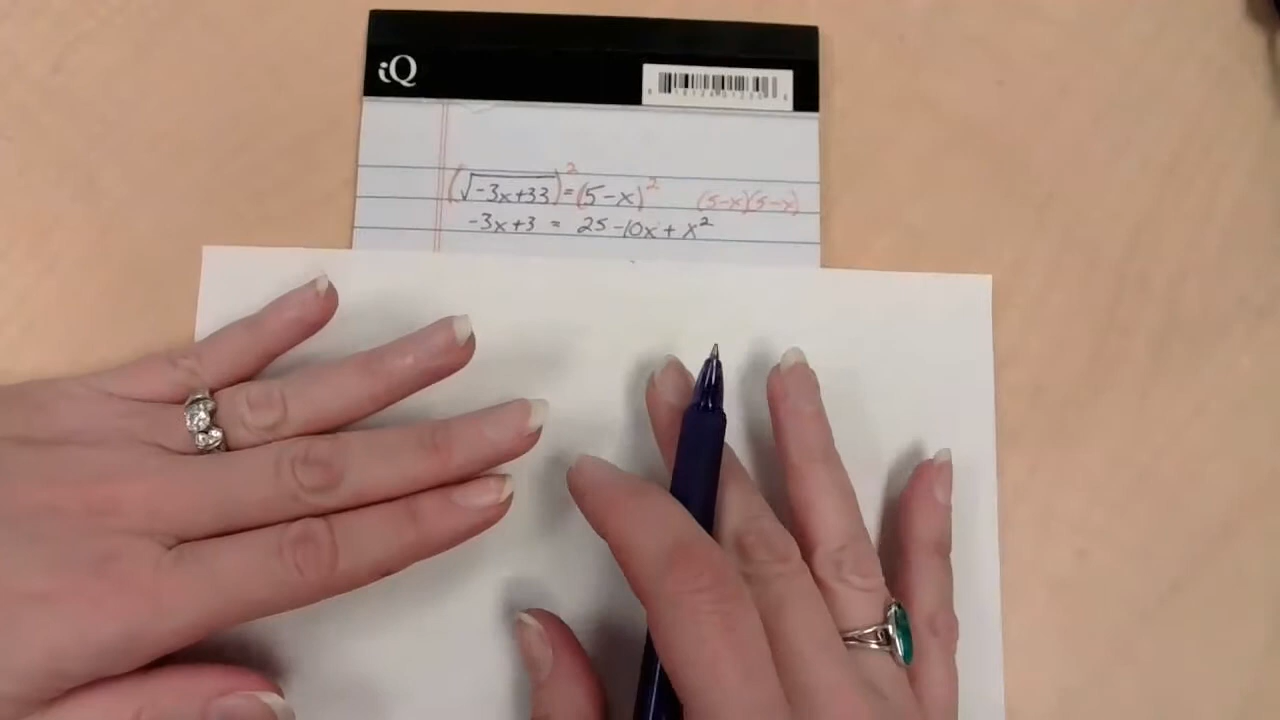 iQ
(√-3x+33)² = (5-x)² (5-x)(5-x)
-3x+3 = 25-10x+x²